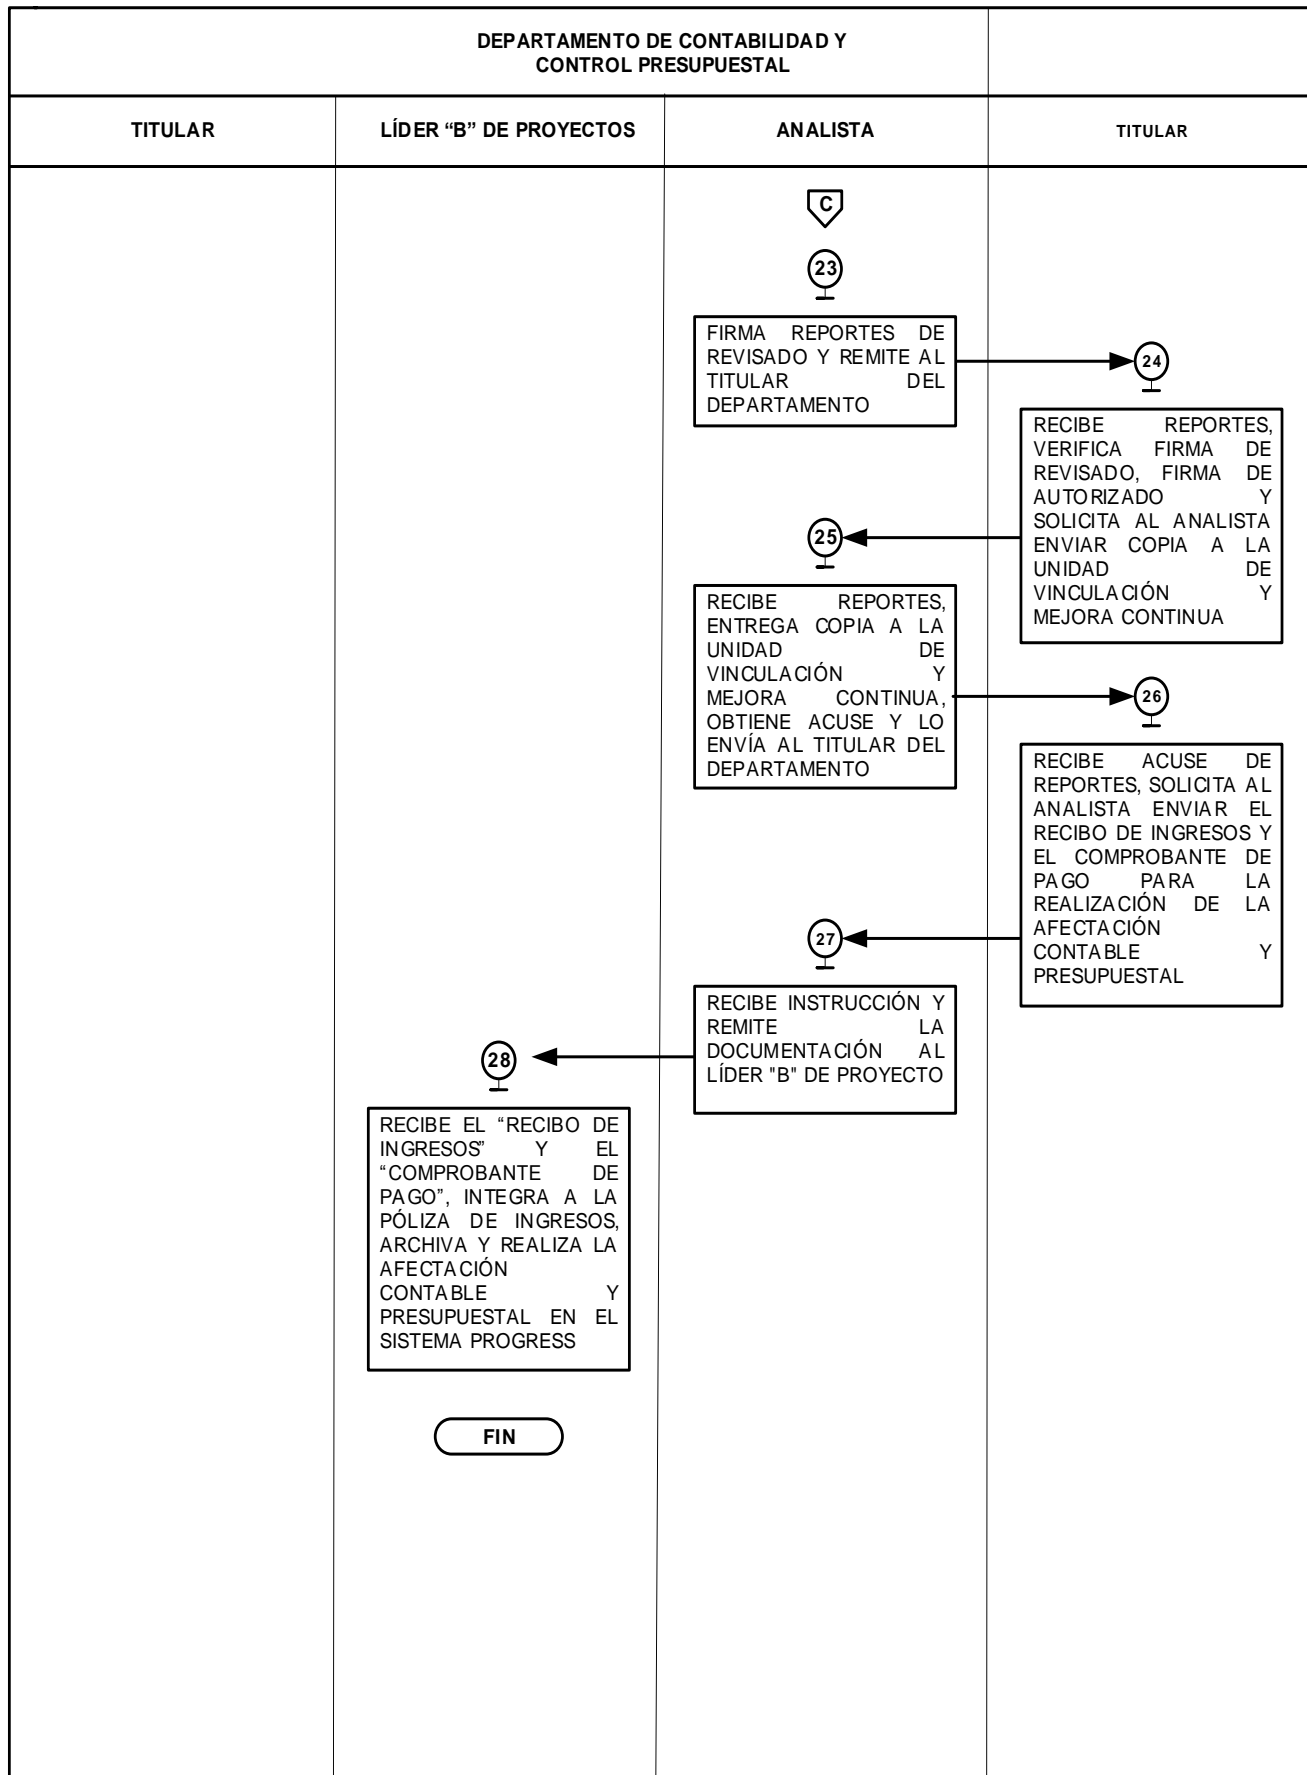 DEPARTAMENTO DE CONTABILIDAD Y
CONTROL PRESUPUESTAL
TITULAR
LÍDER “B” DE PROYECTOS
ANALISTA
TITULAR
C
23
FIRMA REPORTES DE
REVISADO Y REMITE AL
TITULAR DEL
DEPARTAMENTO
24
RECIBE REPORTES,
VERIFICA FIRMA DE
REVISADO, FIRMA DE
AUTORIZADO Y
SOLICITA AL ANALISTA
ENVIAR COPIA A LA
UNIDAD DE
VINCULACIÓN Y
MEJORA CONTINUA
25
RECIBE REPORTES,
ENTREGA COPIA A LA
UNIDAD DE
VINCULACIÓN Y
MEJORA CONTINUA,
OBTIENE ACUSE Y LO
ENVÍA AL TITULAR DEL
DEPARTAMENTO
26
RECIBE ACUSE DE
REPORTES, SOLICITA AL
ANALISTA ENVIAR EL
RECIBO DE INGRESOS Y
EL COMPROBANTE DE
PAGO PARA LA
REALIZACIÓN DE LA
AFECTACIÓN
CONTABLE Y
PRESUPUESTAL
27
RECIBE INSTRUCCIÓN Y
REMITE LA
DOCUMENTACIÓN AL
LÍDER "B" DE PROYECTO
28
RECIBE EL “RECIBO DE
INGRESOS” Y EL
“COMPROBANTE DE
PAGO”, INTEGRA A LA
PÓLIZA DE INGRESOS,
ARCHIVA Y REALIZA LA
AFECTACIÓN
CONTABLE Y
PRESUPUESTAL EN EL
SISTEMA PROGRESS
FIN